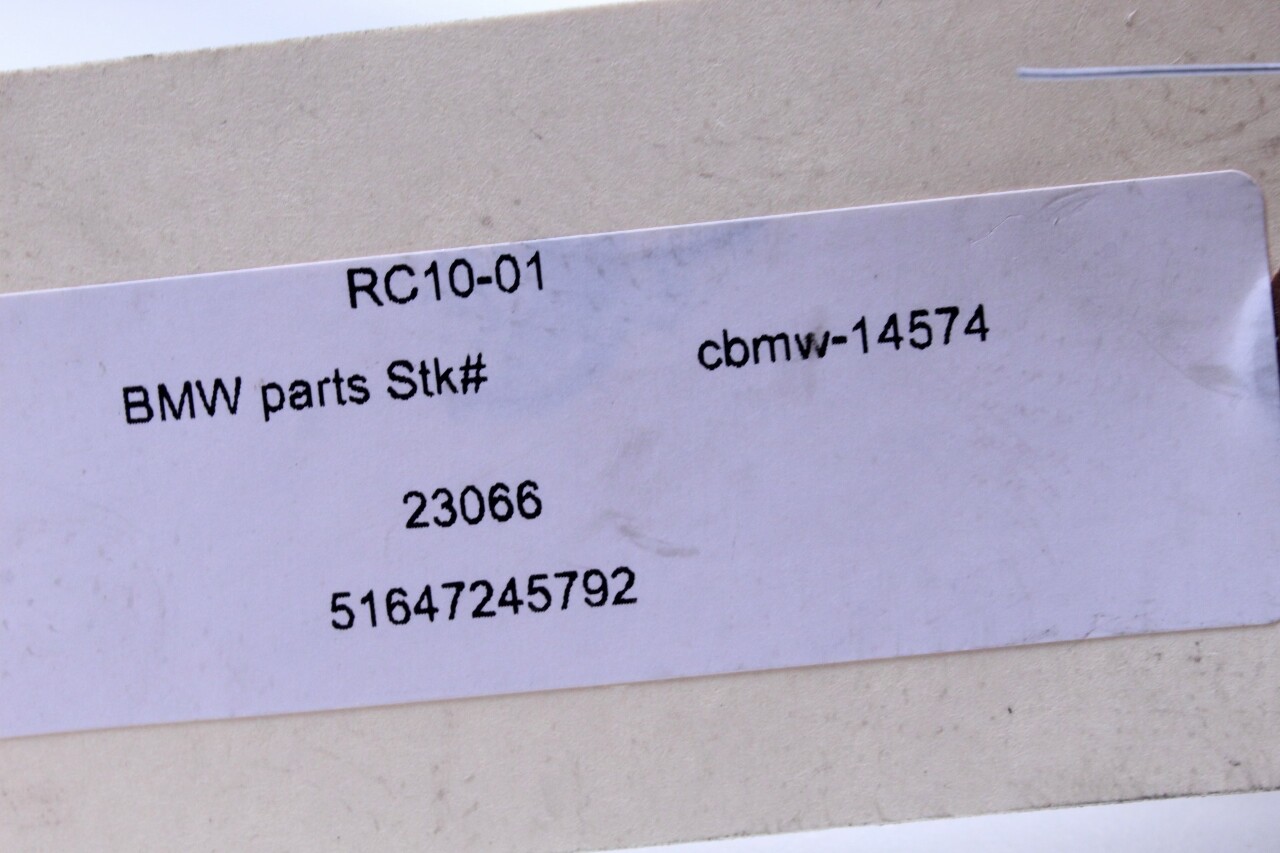 RC10-01
BMW parts Stk# cbmw-14574
23066
51647245792